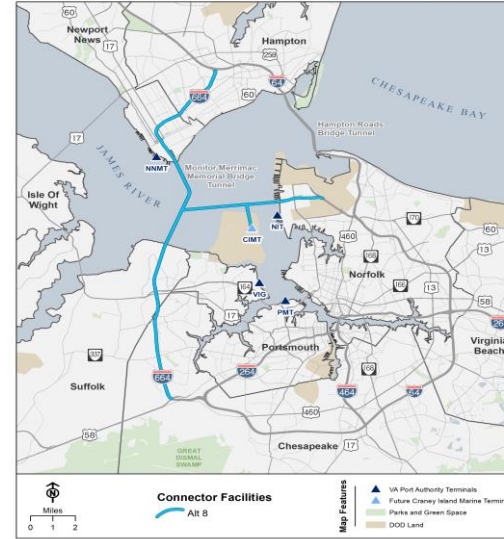 Newport
News
17
60
Hampton
258
64
60
664
CHESAPEAKE BAY
Hampton Roads
Bridge Tunnel
17
JAMES RIVER
NNMT
Monitor-Merrimac
Memorial Bridge
Tunnel
Isle Of
Wight
CIMT
NIT
170
60
460
13
168
164
VIG
Norfolk
166
13
17
PMT
58
264
Virginia
Beach
Portsmouth
337
Suffolk
664
264
168
464
64
460
58
Chesapeake
17
GREAT
DISMAL
SWAMP
N
Miles
0 1 2
Connector Facilities
Alt 8
Map Features
VA Port Authority Terminals
Future Craney Island Marine Termin
Parks and Green Space
DOD Land